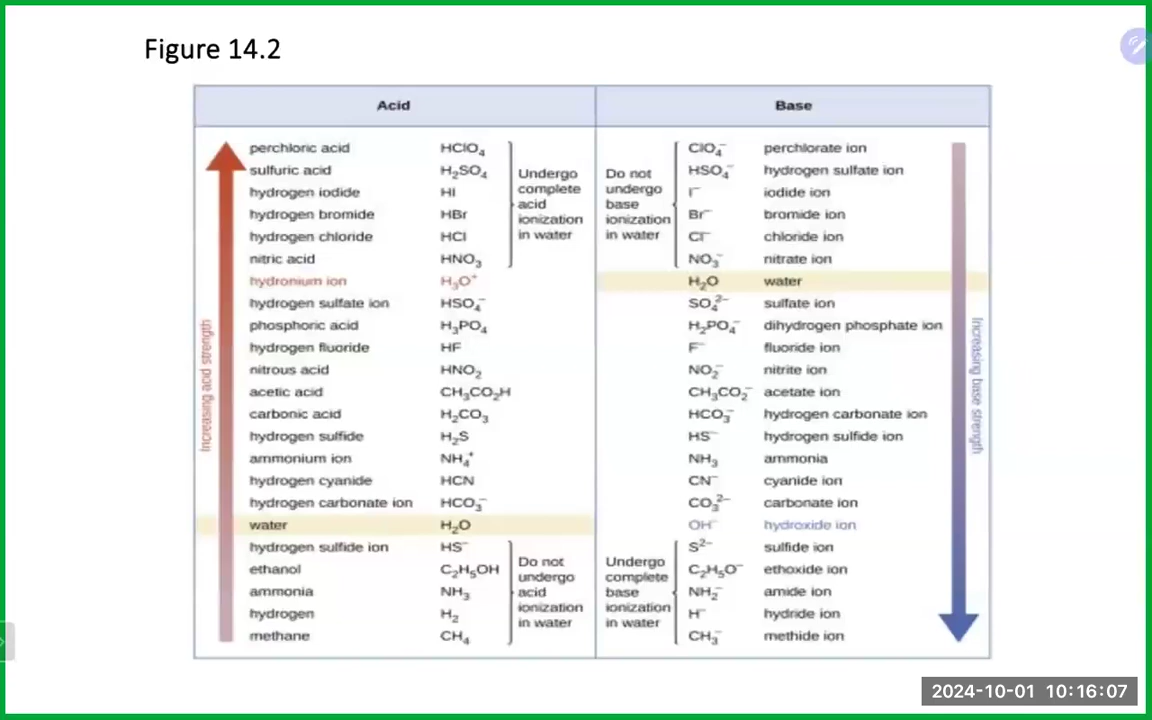 Figure 14.2
Acid Base
perchloric acid HClO₄ ClO₄⁻ perchlorate ion
sulfuric acid H₂SO₄ HSO₄⁻ hydrogen sulfate ion
hydrogen iodide HI I⁻ iodide ion
hydrogen bromide HBr Br⁻ bromide ion
hydrogen chloride HCl Cl⁻ chloride ion
nitric acid HNO₃ NO₃⁻ nitrate ion
Undergo complete acid ionization in water
Do not undergo base ionization in water
hydronium ion H₃O⁺ H₂O water
hydrogen sulfate ion HSO₄⁻ SO₄²⁻ sulfate ion
phosphoric acid H₃PO₄ H₂PO₄⁻ dihydrogen phosphate ion
hydrogen fluoride HF F⁻ fluoride ion
nitrous acid HNO₂ NO₂⁻ nitrite ion
acetic acid CH₃CO₂H CH₃CO₂⁻ acetate ion
carbonic acid H₂CO₃ HCO₃⁻ hydrogen carbonate ion
hydrogen sulfide H₂S HS⁻ hydrogen sulfide ion
ammonium ion NH₄⁺ NH₃ ammonia
hydrogen cyanide HCN CN⁻ cyanide ion
hydrogen carbonate ion HCO₃⁻ CO₃²⁻ carbonate ion
water H₂O OH⁻ hydroxide ion
hydrogen sulfide ion HS⁻ S²⁻ sulfide ion
ethanol C₂H₅OH C₂H₅O⁻ ethoxide ion
ammonia NH₃ NH₂⁻ amide ion
hydrogen H₂ H⁻ hydride ion
methane CH₄ CH₃⁻ methide ion
Do not undergo acid ionization in water
Undergo complete base ionization in water
Increasing acid strength
Increasing base strength
2024-10-01 10:16:07